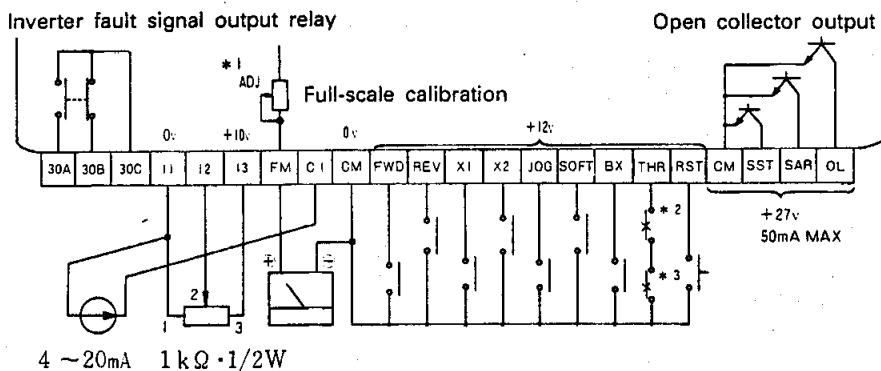 Inverter fault signal output relay
Open collector output
*1
ADJ
Full-scale calibration
0v
+10v
0v
+12v
30A 30B 30C 11 12 13 FM C1 CM FWD REV X1 X2 JOG SOFT BX THR RST CM SST SAR OL
+27v
50mA MAX
*2
*3
+ −
2
1 3
4 ~20mA 1kΩ·1/2W